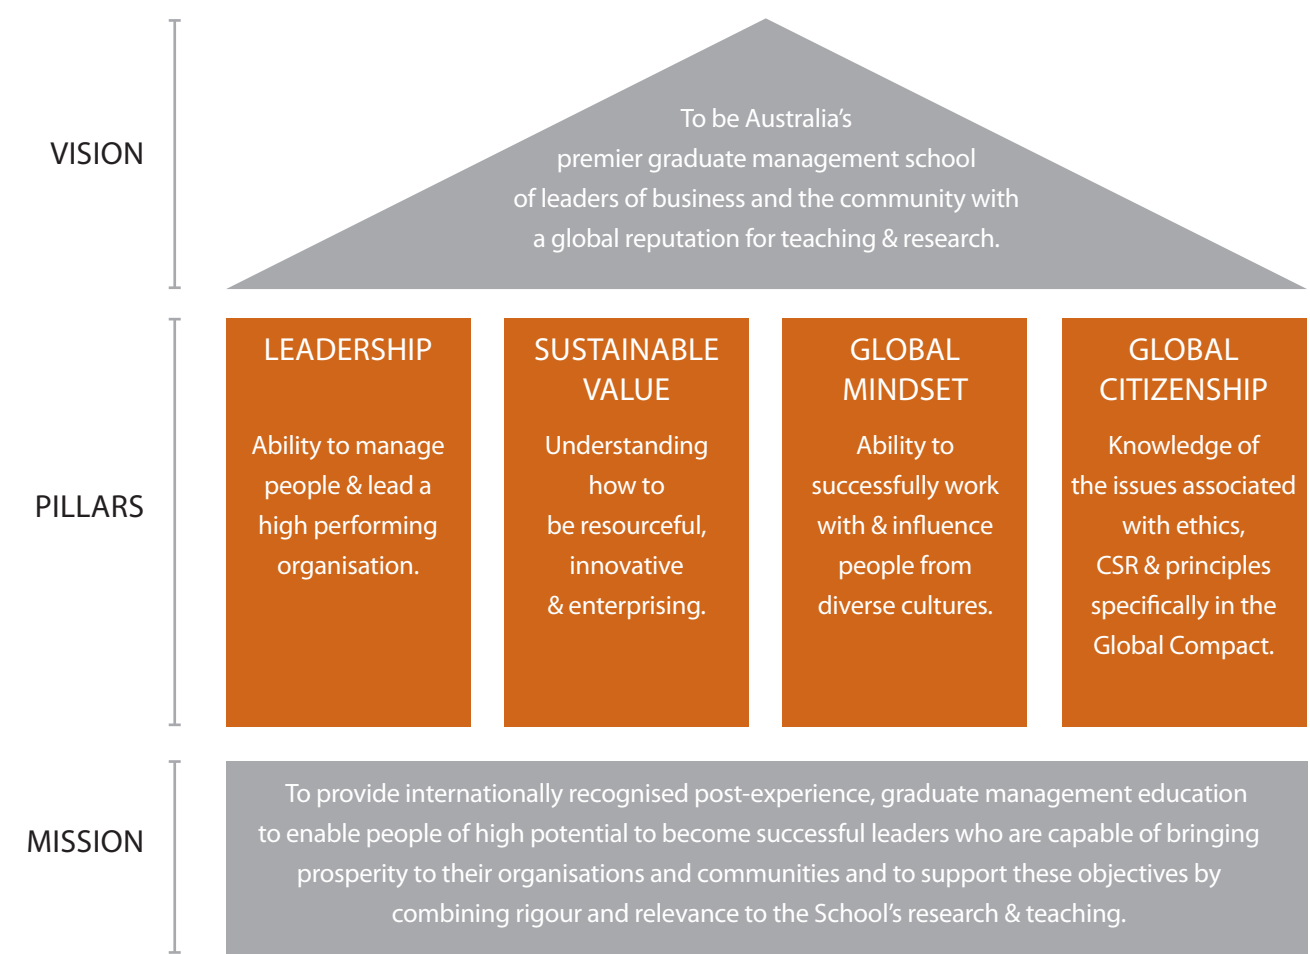 VISION
To be Australia's
premier graduate management school
of leaders of business and the community with
a global reputation for teaching & research.
PILLARS
LEADERSHIP
Ability to manage
people & lead a
high performing
organisation.
SUSTAINABLE
VALUE
Understanding
how to
be resourceful,
innovative
& enterprising.
GLOBAL
MINDSET
Ability to
successfully work
with & influence
people from
diverse cultures.
GLOBAL
CITIZENSHIP
Knowledge of
the issues associated
with ethics,
CSR & principles
specifically in the
Global Compact.
MISSION
To provide internationally recognised post-experience, graduate management education
to enable people of high potential to become successful leaders who are capable of bringing
prosperity to their organisations and communities and to support these objectives by
combining rigour and relevance to the School's research & teaching.